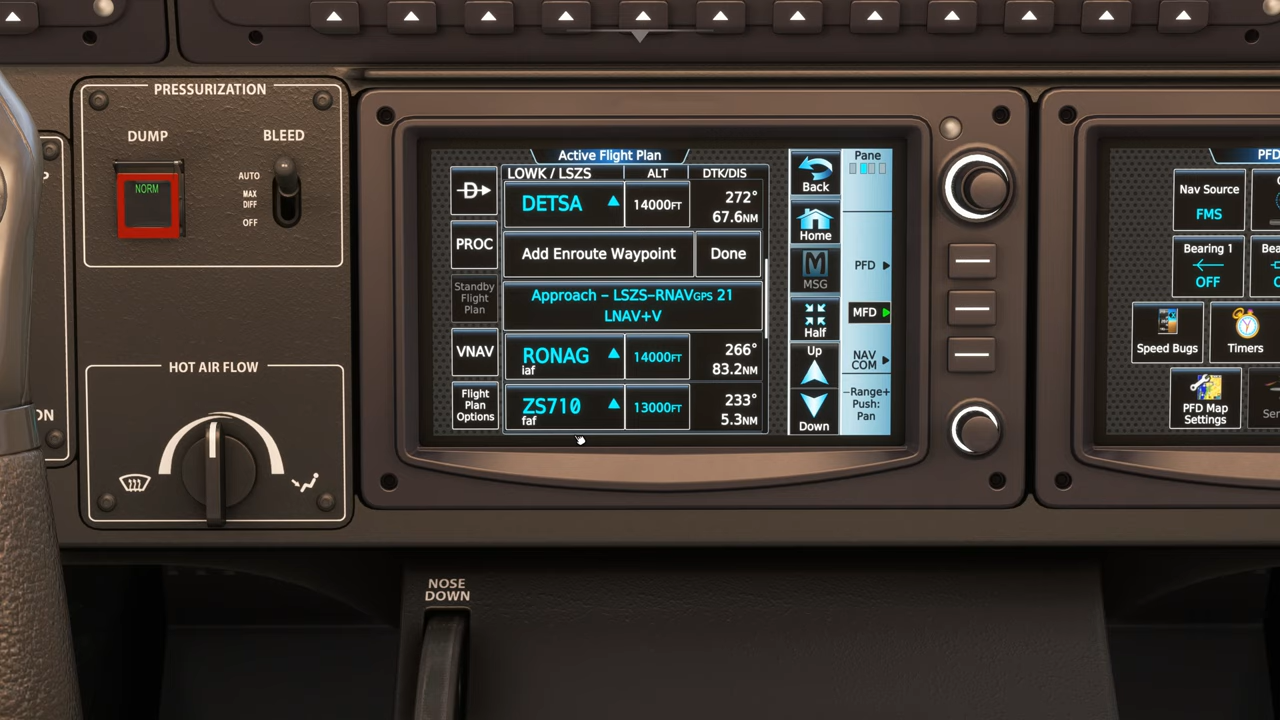 PRESSURIZATION
DUMP
BLEED
NORM
AUTO
MAX
DIFF
OFF
HOT AIR FLOW
NOSE
DOWN
Active Flight Plan
LOWK / LSZS
ALT
DTK/DIS
DETSA
14000FT
272°
67.6NM
Add Enroute Waypoint
Done
Approach – LSZS–RNAVGPS 21
LNAV+V
RONAG
iaf
14000FT
266°
83.2NM
ZS710
faf
13000FT
233°
5.3NM
D
PROC
Standby
Flight
Plan
VNAV
Flight
Plan
Options
Back
Home
MSG
Half
Up
Down
Pane
PFD
MFD
NAV
COM
Range+
Push:
Pan
PFD
Nav Source
FMS
Bearing 1
OFF
Speed Bugs
Timers
PFD Map
Settings